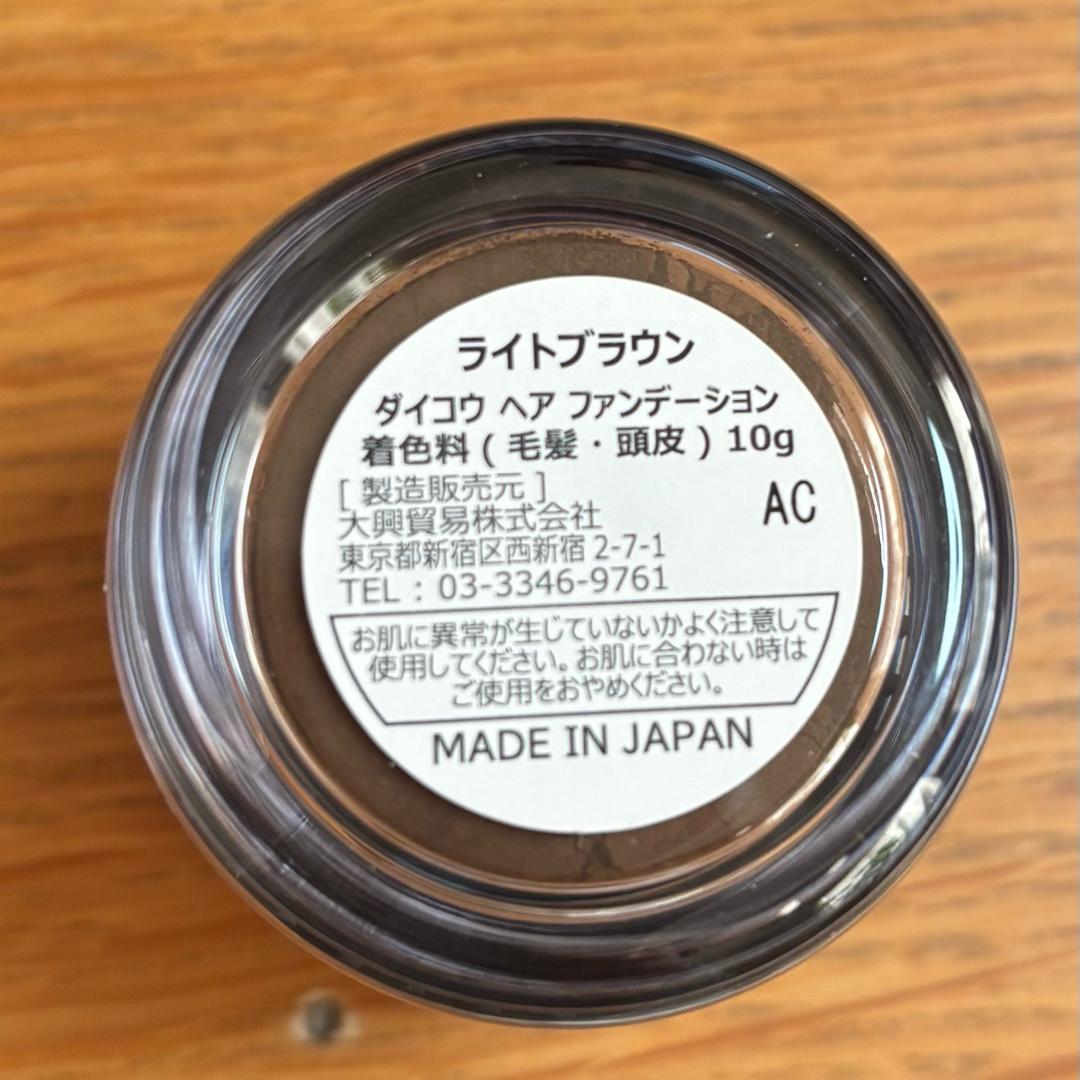 ライトブラウン
ダイコウ ヘア ファンデーション
着色料 ( 毛髪・頭皮 ) 10g
[ 製造販売元 ]
AC
大興貿易株式会社
東京都新宿区西新宿 2-7-1
TEL : 03-3346-9761
お肌に異常が生じていないかよく注意して
使用してください。お肌に合わない時は
ご使用をおやめください。
MADE IN JAPAN